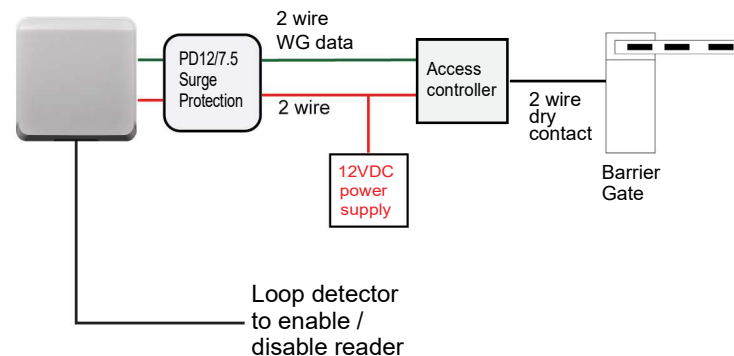 2 wire
WG data
PD12/7.5
Surge
Protection
Access
controller
2 wire
2 wire
dry
contact
12VDC
power
supply
Barrier
Gate
Loop detector
to enable /
disable reader